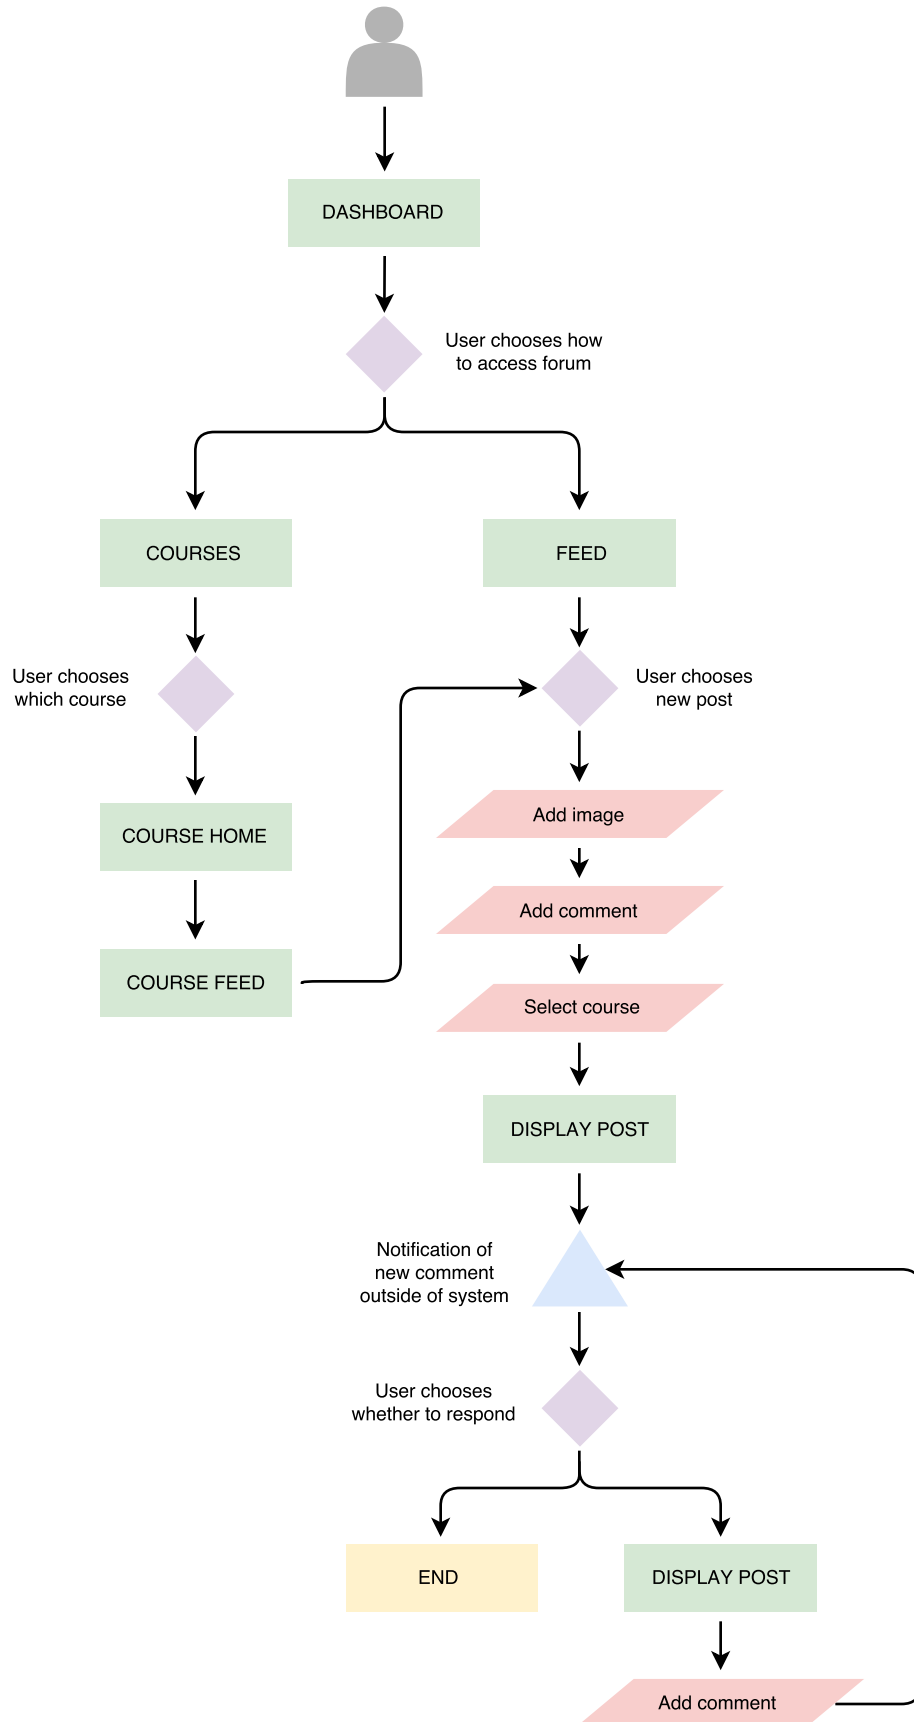 DASHBOARD
User chooses how
to access forum
COURSES
FEED
User chooses
which course
User chooses
new post
Add image
COURSE HOME
Add comment
COURSE FEED
Select course
DISPLAY POST
Notification of
new comment
outside of system
User chooses
whether to respond
END
DISPLAY POST
Add comment